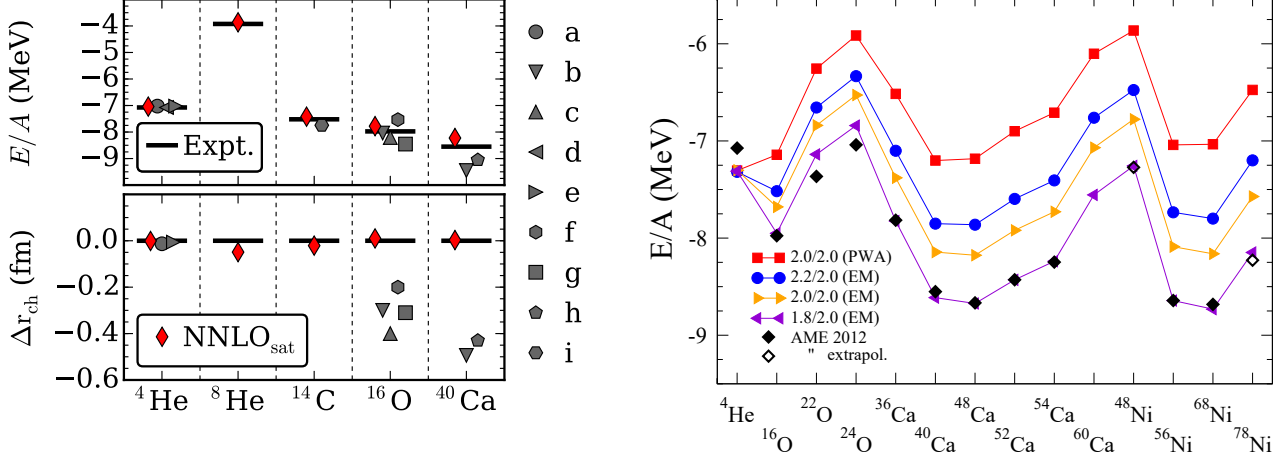 E/A (MeV)
−4
−5
−6
−7
−8
−9
Expt.
Δr_ch (fm)
0.0
−0.2
−0.4
−0.6
NNLO_sat
⁴He ⁸He ¹⁴C ¹⁶O ⁴⁰Ca
a
b
c
d
e
f
g
h
i
E/A (MeV)
-6
-7
-8
-9
2.0/2.0 (PWA)
2.2/2.0 (EM)
2.0/2.0 (EM)
1.8/2.0 (EM)
AME 2012
" extrapol.
⁴He ²²O ³⁶Ca ⁴⁸Ca ⁵⁴Ca ⁴⁸Ni ⁶⁸Ni
¹⁶O ²⁴O ⁴⁰Ca ⁵²Ca ⁶⁰Ca ⁵⁶Ni ⁷⁸Ni